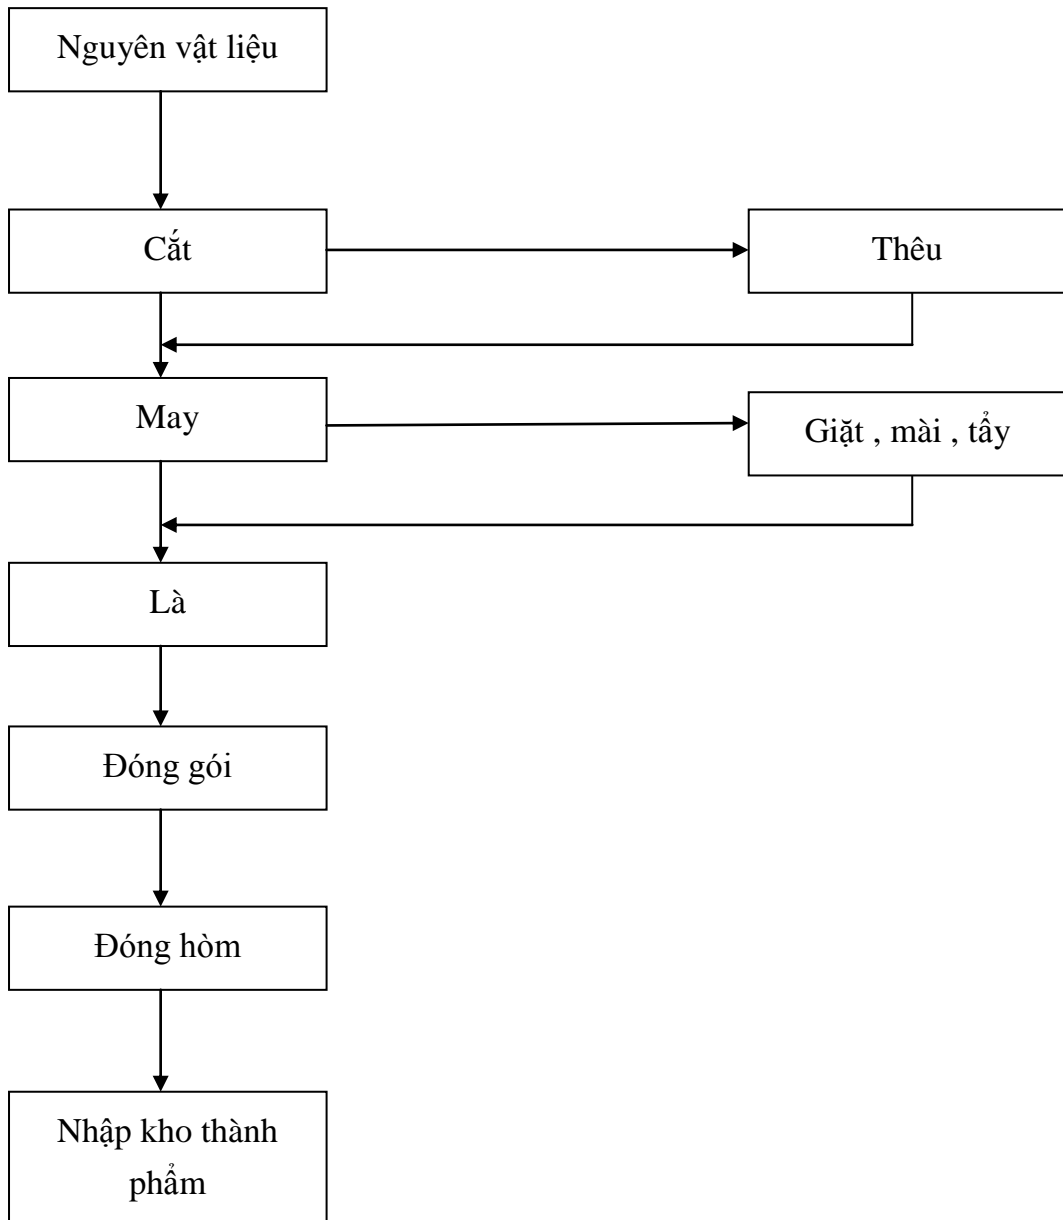 Nguyên vật liệu
Cắt
Thêu
May
Giặt , mài , tẩy
Là
Đóng gói
Đóng hòm
Nhập kho thành
phẩm